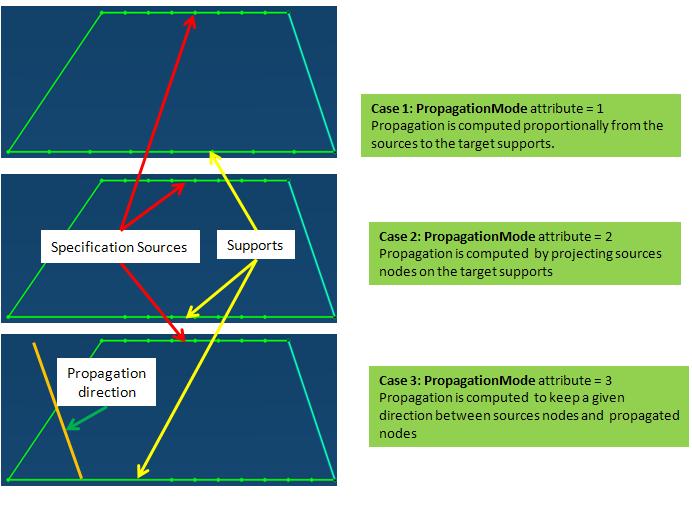 Case 1: PropagationMode attribute = 1
Propagation is computed proportionally from the
sources to the target supports.
Specification Sources
Supports
Case 2: PropagationMode attribute = 2
Propagation is computed by projecting sources
nodes on the target supports
Propagation
direction
Case 3: PropagationMode attribute = 3
Propagation is computed to keep a given
direction between sources nodes and propagated
nodes